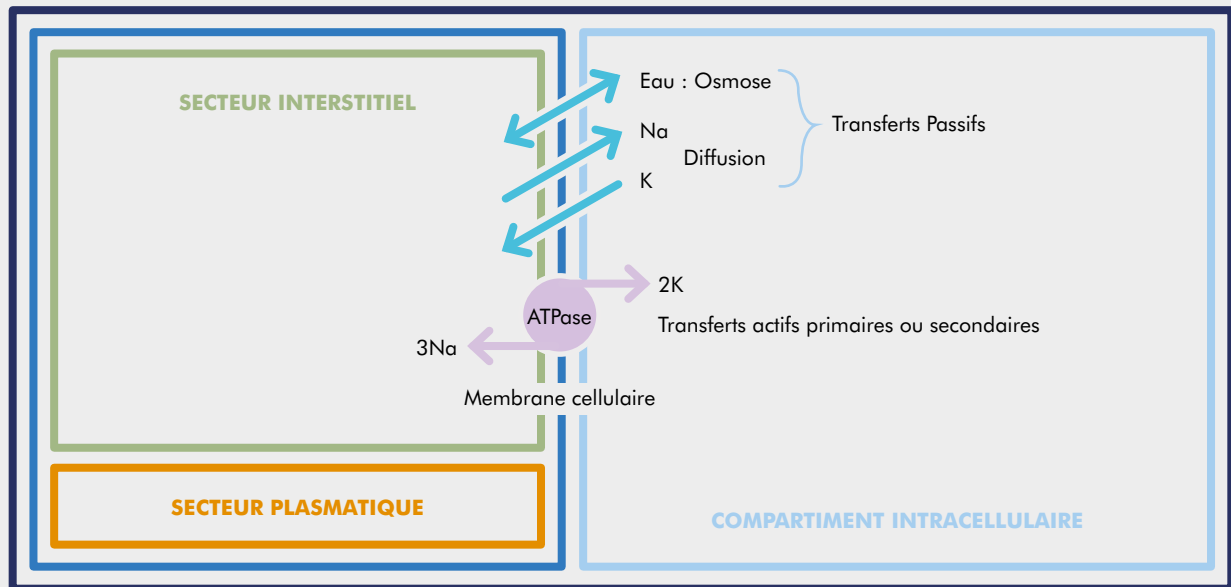 SECTEUR INTERSTITIEL
Eau : Osmose
Na
Diffusion
K
Transferts Passifs
2K
ATPase
Transferts actifs primaires ou secondaires
3Na
Membrane cellulaire
SECTEUR PLASMATIQUE
COMPARTIMENT INTRACELLULAIRE